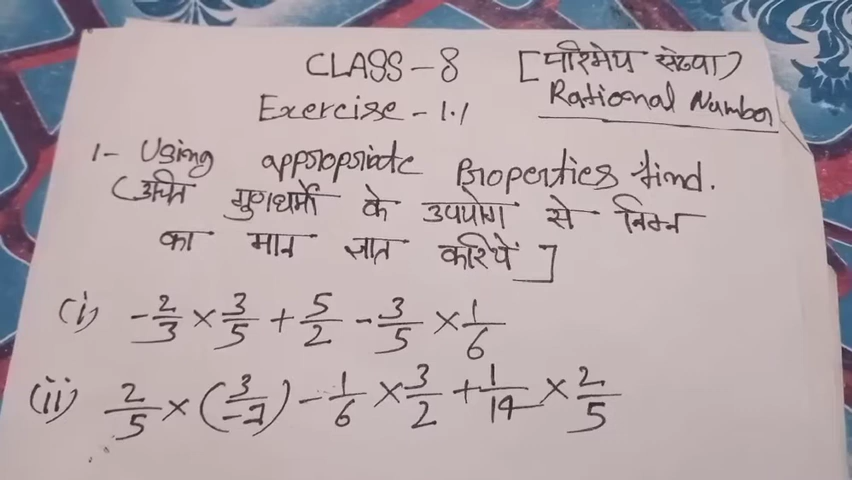 CLASS-8 [परिमेय संख्या)
Exercise-1.1 Rational Number
1- Using appropriate Properties find.
(उचित गुणधर्मो के उपयोग से निम्न
का मान ज्ञात करिये]
(i) -2/3 × 3/5 + 5/2 - 3/5 × 1/6
(ii) 2/5 × (3/-7) - 1/6 × 3/2 + 1/14 × 2/5